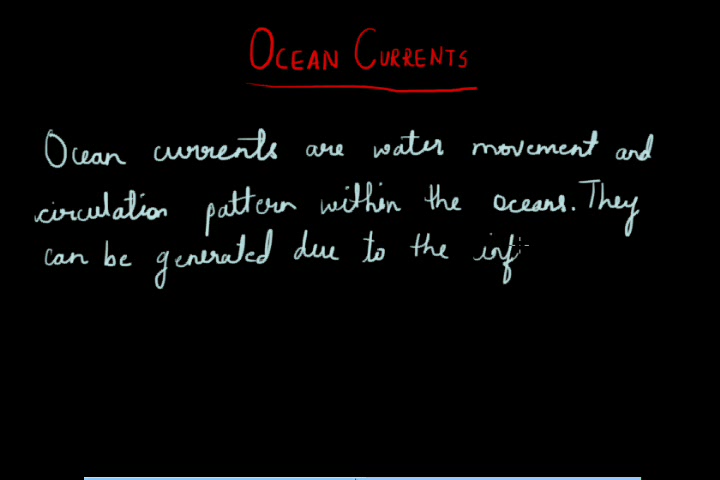 OCEAN CURRENTS
Ocean currents are water movement and
circulation pattern within the oceans. They
can be generated due to the inf